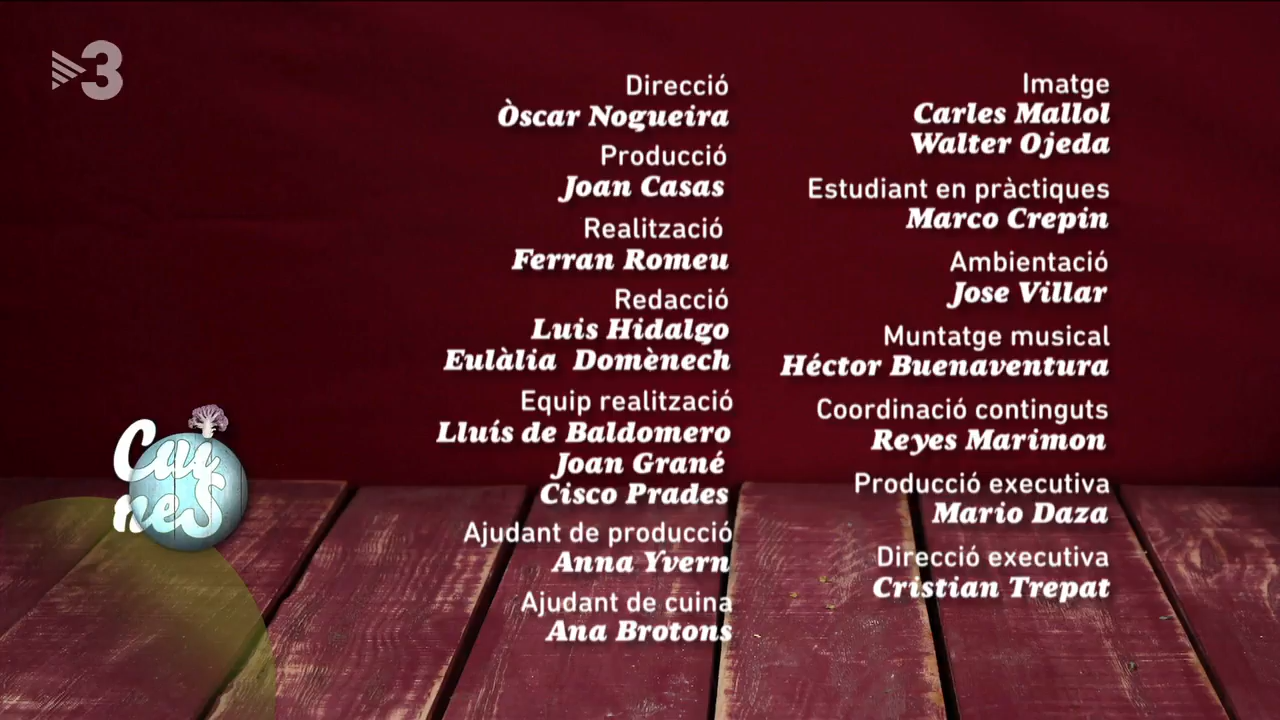 3
Direcció
Òscar Nogueira
Producció
Joan Casas
Realització
Ferran Romeu
Redacció
Luis Hidalgo
Eulàlia Domènech
Equip realització
Lluís de Baldomero
Joan Grané
Cisco Prades
Ajudant de producció
Anna Yvern
Ajudant de cuina
Ana Brotons
Imatge
Carles Mallol
Walter Ojeda
Estudiant en pràctiques
Marco Crepin
Ambientació
Jose Villar
Muntatge musical
Héctor Buenaventura
Coordinació continguts
Reyes Marimon
Producció executiva
Mario Daza
Direcció executiva
Cristian Trepat
Cuy
nes